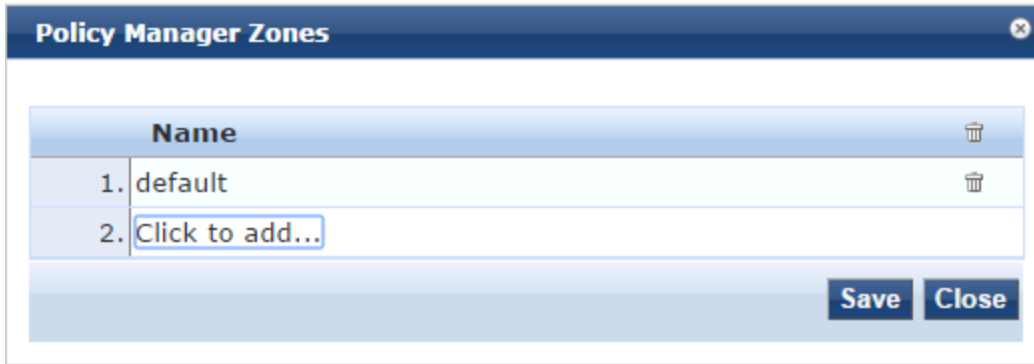 Policy Manager Zones
Name
1. default
2. Click to add...
Save Close